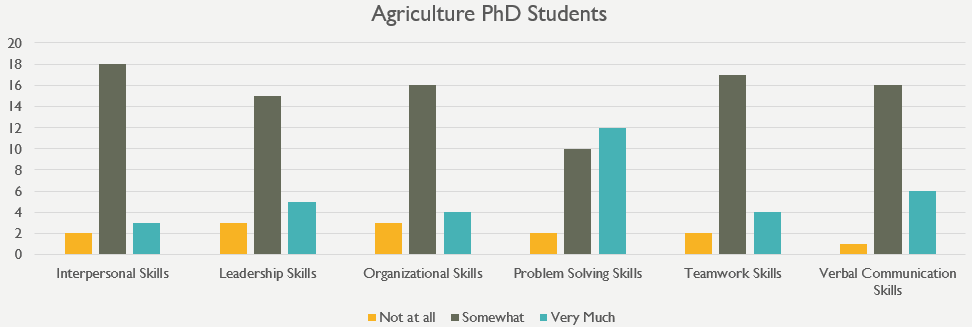 Agriculture PhD Students
20
18
16
14
12
10
8
6
4
2
0
Interpersonal Skills
Leadership Skills
Organizational Skills
Problem Solving Skills
Teamwork Skills
Verbal Communication
Skills
Not at all
Somewhat
Very Much